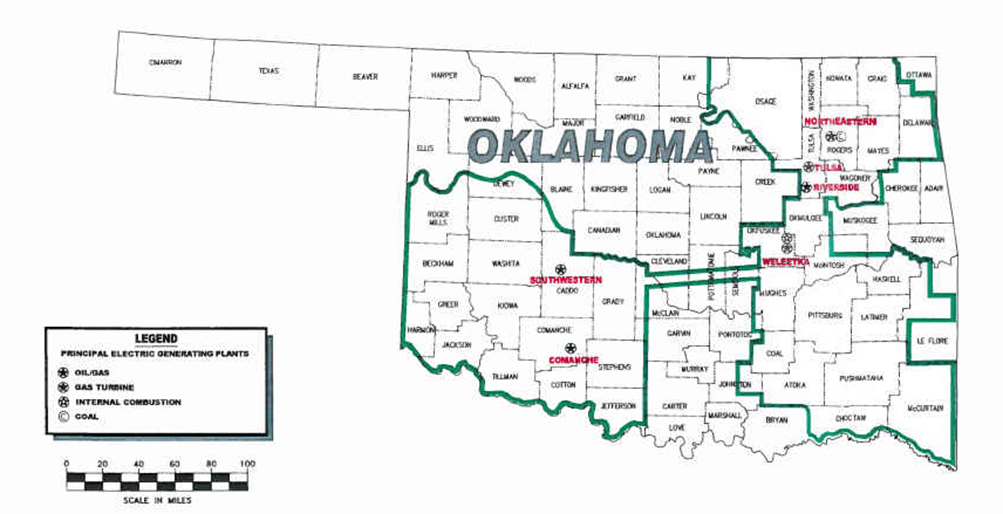 CIMARRON
TEXAS
BEAVER
HARPER
WOODS
ALFALFA
GRANT
KAY
OSAGE
WASHINGTON
NOWATA
CRAIG
OTTAWA
WOODWARD
MAJOR
GARFIELD
NOBLE
PAWNEE
TULSA
NORTHEASTERN
ROGERS
MAYES
DELAWARE
ELLIS
OKLAHOMA
DEWEY
BLAINE
KINGFISHER
LOGAN
PAYNE
CREEK
TULSA
RIVERSIDE
WAGONER
CHEROKEE
ADAIR
ROGER
MILLS
CUSTER
CANADIAN
OKLAHOMA
LINCOLN
OKFUSKEE
OKMULGEE
MUSKOGEE
SEQUOYAH
BECKHAM
WASHITA
SOUTHWESTERN
CADDO
CLEVELAND
POTTAWATOMIE
SEMINOLE
WELEETKA
McINTOSH
HASKELL
GREER
KIOWA
GRADY
McCLAIN
HUGHES
PITTSBURG
LATIMER
LE FLORE
HARMON
JACKSON
COMANCHE
COMANCHE
GARVIN
PONTOTOC
COAL
TILLMAN
COTTON
STEPHENS
MURRAY
JOHNSTON
ATOKA
PUSHMATAHA
McCURTAIN
JEFFERSON
CARTER
LOVE
MARSHALL
BRYAN
CHOCTAW
LEGEND
PRINCIPAL ELECTRIC GENERATING PLANTS
OIL/GAS
GAS TURBINE
INTERNAL COMBUSTION
© COAL
0 20 40 60 80 100
SCALE IN MILES